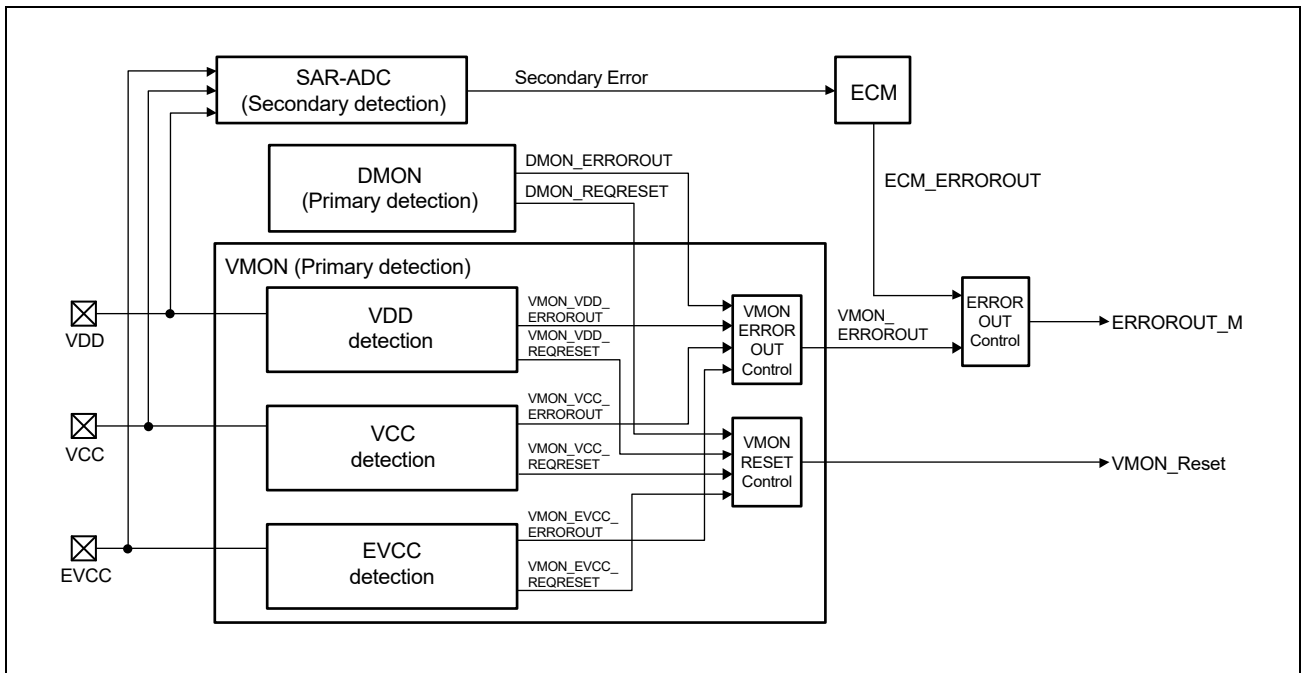 SAR-ADC
(Secondary detection)
Secondary Error
ECM
DMON
(Primary detection)
DMON_ERROROUT
DMON_REQRESET
ECM_ERROROUT
VMON (Primary detection)
VDD
VDD
detection
VMON_VDD_
ERROROUT
VMON_VDD_
REQRESET
VMON
ERROR
OUT
Control
VMON_
ERROROUT
ERROR
OUT
Control
ERROROUT_M
VCC
VCC
detection
VMON_VCC_
ERROROUT
VMON_VCC_
REQRESET
VMON
RESET
Control
VMON_Reset
EVCC
EVCC
detection
VMON_EVCC_
ERROROUT
VMON_EVCC_
REQRESET